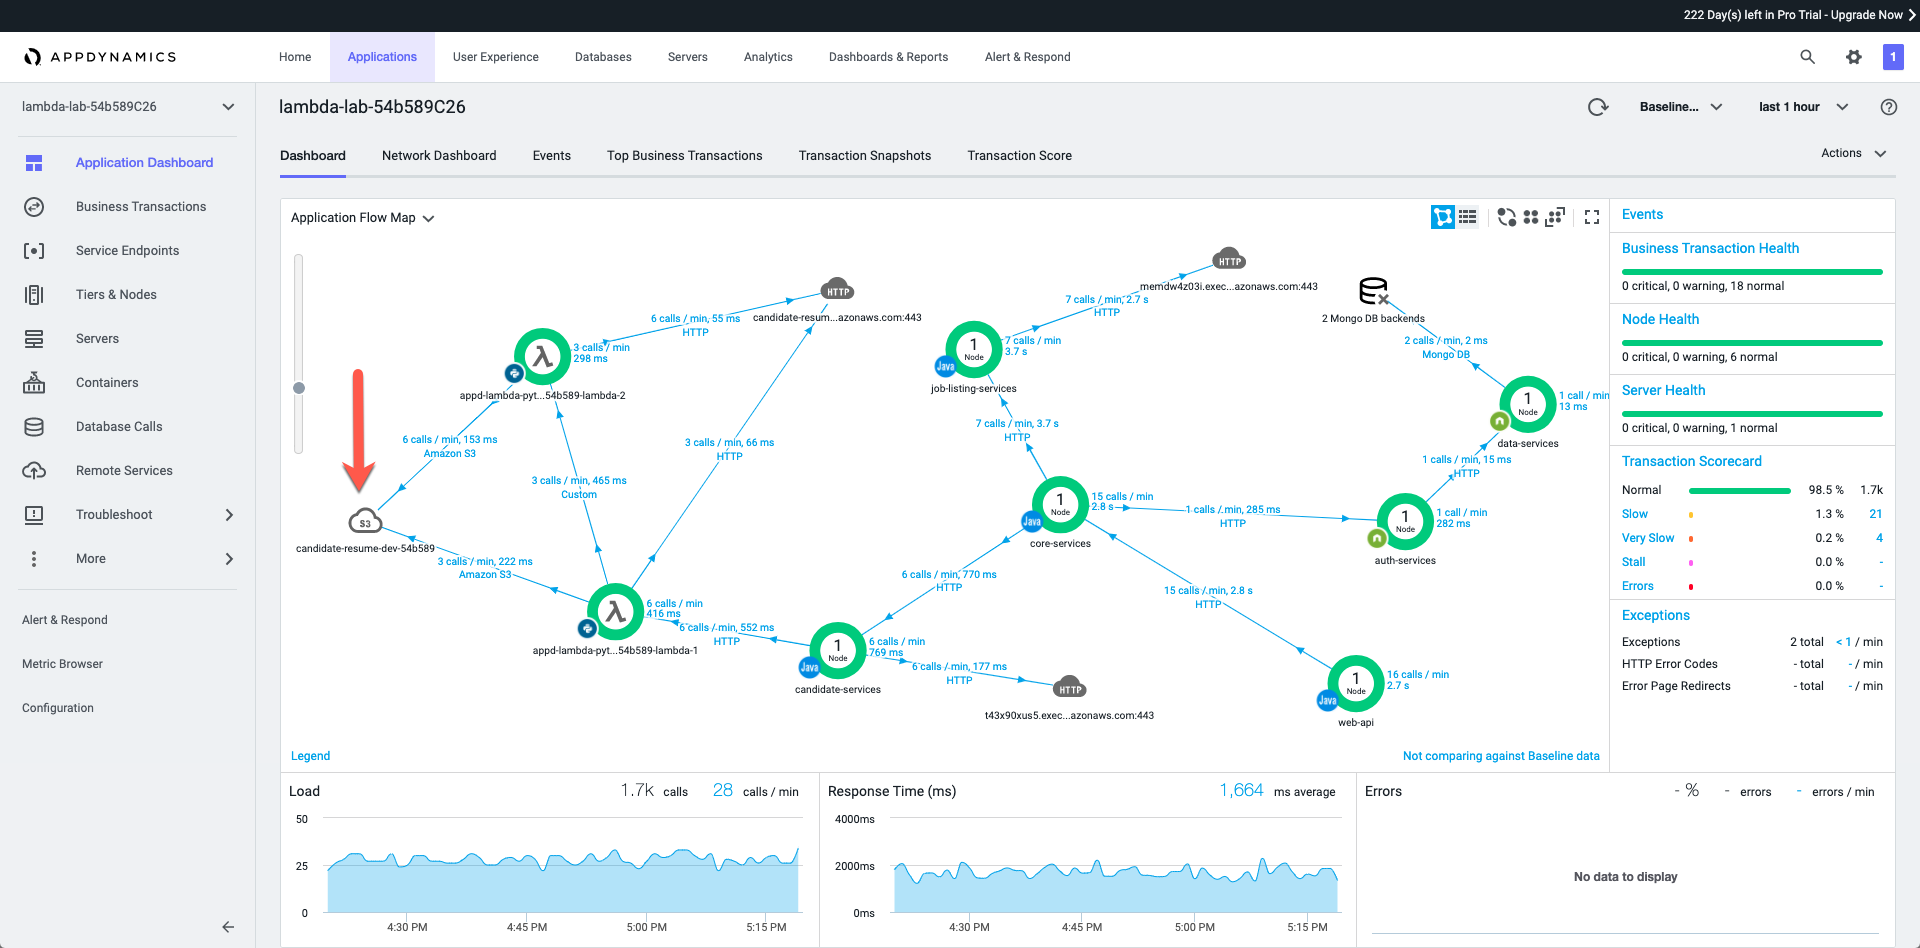 222 Day(s) left in Pro Trial - Upgrade Now
APPDYNAMICS
Home
Applications
User Experience
Databases
Servers
Analytics
Dashboards & Reports
Alert & Respond
1
lambda-lab-54b589C26
Application Dashboard
Business Transactions
Service Endpoints
Tiers & Nodes
Servers
Containers
Database Calls
Remote Services
Troubleshoot
More
Alert & Respond
Metric Browser
Configuration
lambda-lab-54b589C26
Baseline...
last 1 hour
Dashboard
Network Dashboard
Events
Top Business Transactions
Transaction Snapshots
Transaction Score
Actions
Application Flow Map
HTTP
candidate-resum...azonaws.com:443
6 calls / min, 55 ms
HTTP
3 calls / min
298 ms
λ
appd-lambda-pyt...54b589-lambda-2
6 calls / min, 153 ms
Amazon S3
3 calls / min, 465 ms
Custom
3 calls / min, 66 ms
HTTP
S3
candidate-resume-dev-54b589
3 calls / min, 222 ms
Amazon S3
λ
6 calls / min
416 ms
appd-lambda-pyt...54b589-lambda-1
6 calls / min, 552 ms
HTTP
1
Node
Java
6 calls / min
769 ms
candidate-services
6 calls / min, 177 ms
HTTP
HTTP
t43x90xus5.exec...azonaws.com:443
6 calls / min, 770 ms
HTTP
HTTP
memdw4z03i.exec...azonaws.com:443
7 calls / min, 2.7 s
HTTP
1
Node
Java
7 calls / min
3.7 s
job-listing-services
7 calls / min, 3.7 s
HTTP
1
Node
Java
15 calls / min
2.8 s
core-services
1 calls / min, 285 ms
HTTP
15 calls / min, 2.8 s
HTTP
1
Node
Java
16 calls / min
2.7 s
web-api
1
Node
1 call / min
282 ms
auth-services
1 calls / min, 15 ms
HTTP
1
Node
1 call / min
13 ms
data-services
2 calls / min, 2 ms
Mongo DB
2 Mongo DB backends
Legend
Not comparing against Baseline data
Events
Business Transaction Health
0 critical, 0 warning, 18 normal
Node Health
0 critical, 0 warning, 6 normal
Server Health
0 critical, 0 warning, 1 normal
Transaction Scorecard
Normal 98.5 % 1.7k
Slow 1.3 % 21
Very Slow 0.2 % 4
Stall 0.0 % -
Errors 0.0 % -
Exceptions
Exceptions 2 total < 1 / min
HTTP Error Codes - total - / min
Error Page Redirects - total - / min
Load 1.7k calls 28 calls / min
50
25
0
4:30 PM 4:45 PM 5:00 PM 5:15 PM
Response Time (ms) 1,664 ms average
4000ms
2000ms
0ms
4:30 PM 4:45 PM 5:00 PM 5:15 PM
Errors - % - errors - errors / min
No data to display